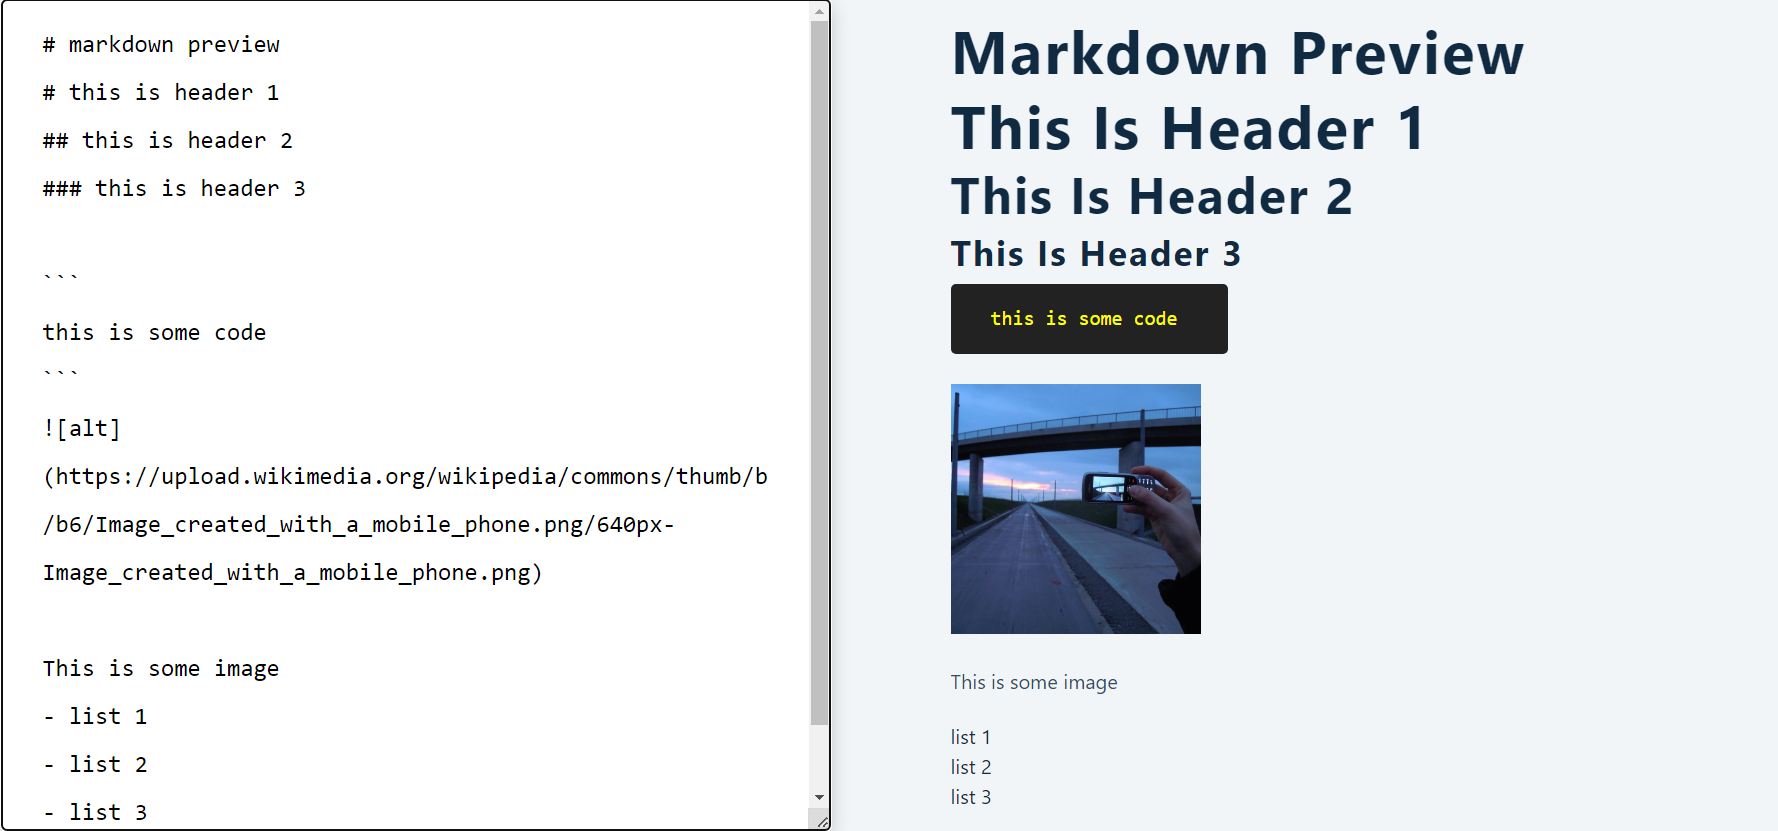 # markdown preview
# this is header 1
## this is header 2
### this is header 3
```
this is some code
```
![alt]
(https://upload.wikimedia.org/wikipedia/commons/thumb/b
/b6/Image_created_with_a_mobile_phone.png/640px-
Image_created_with_a_mobile_phone.png)
This is some image
- list 1
- list 2
- list 3
Markdown Preview
This Is Header 1
This Is Header 2
This Is Header 3
this is some code
This is some image
list 1
list 2
list 3